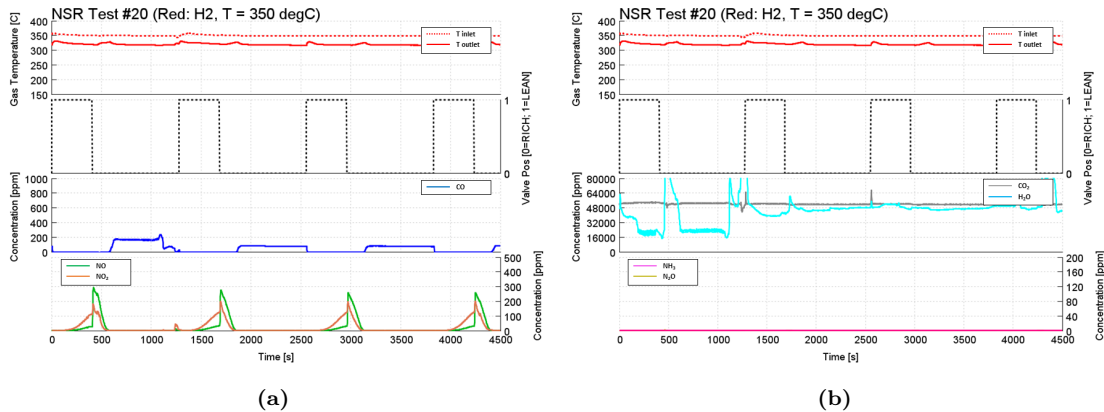 NSR Test #20 (Red: H2, T = 350 degC)
Gas Temperature [C]
400
350
300
250
200
150
T inlet
T outlet
Valve Pos [0=RICH; 1=LEAN]
1
0
Concentration [ppm]
1000
800
600
400
200
0
CO
Concentration [ppm]
500
400
300
200
100
0
NO
NO₂
0
500
1000
1500
2000
2500
3000
3500
4000
4500
Time [s]
(a)
NSR Test #20 (Red: H2, T = 350 degC)
Gas Temperature [C]
400
350
300
250
200
150
T inlet
T outlet
Valve Pos [0=RICH; 1=LEAN]
1
0
Concentration [ppm]
80000
64000
48000
32000
16000
CO₂
H₂O
Concentration [ppm]
200
160
120
80
40
0
NH₃
N₂O
0
500
1000
1500
2000
2500
3000
3500
4000
4500
Time [s]
(b)